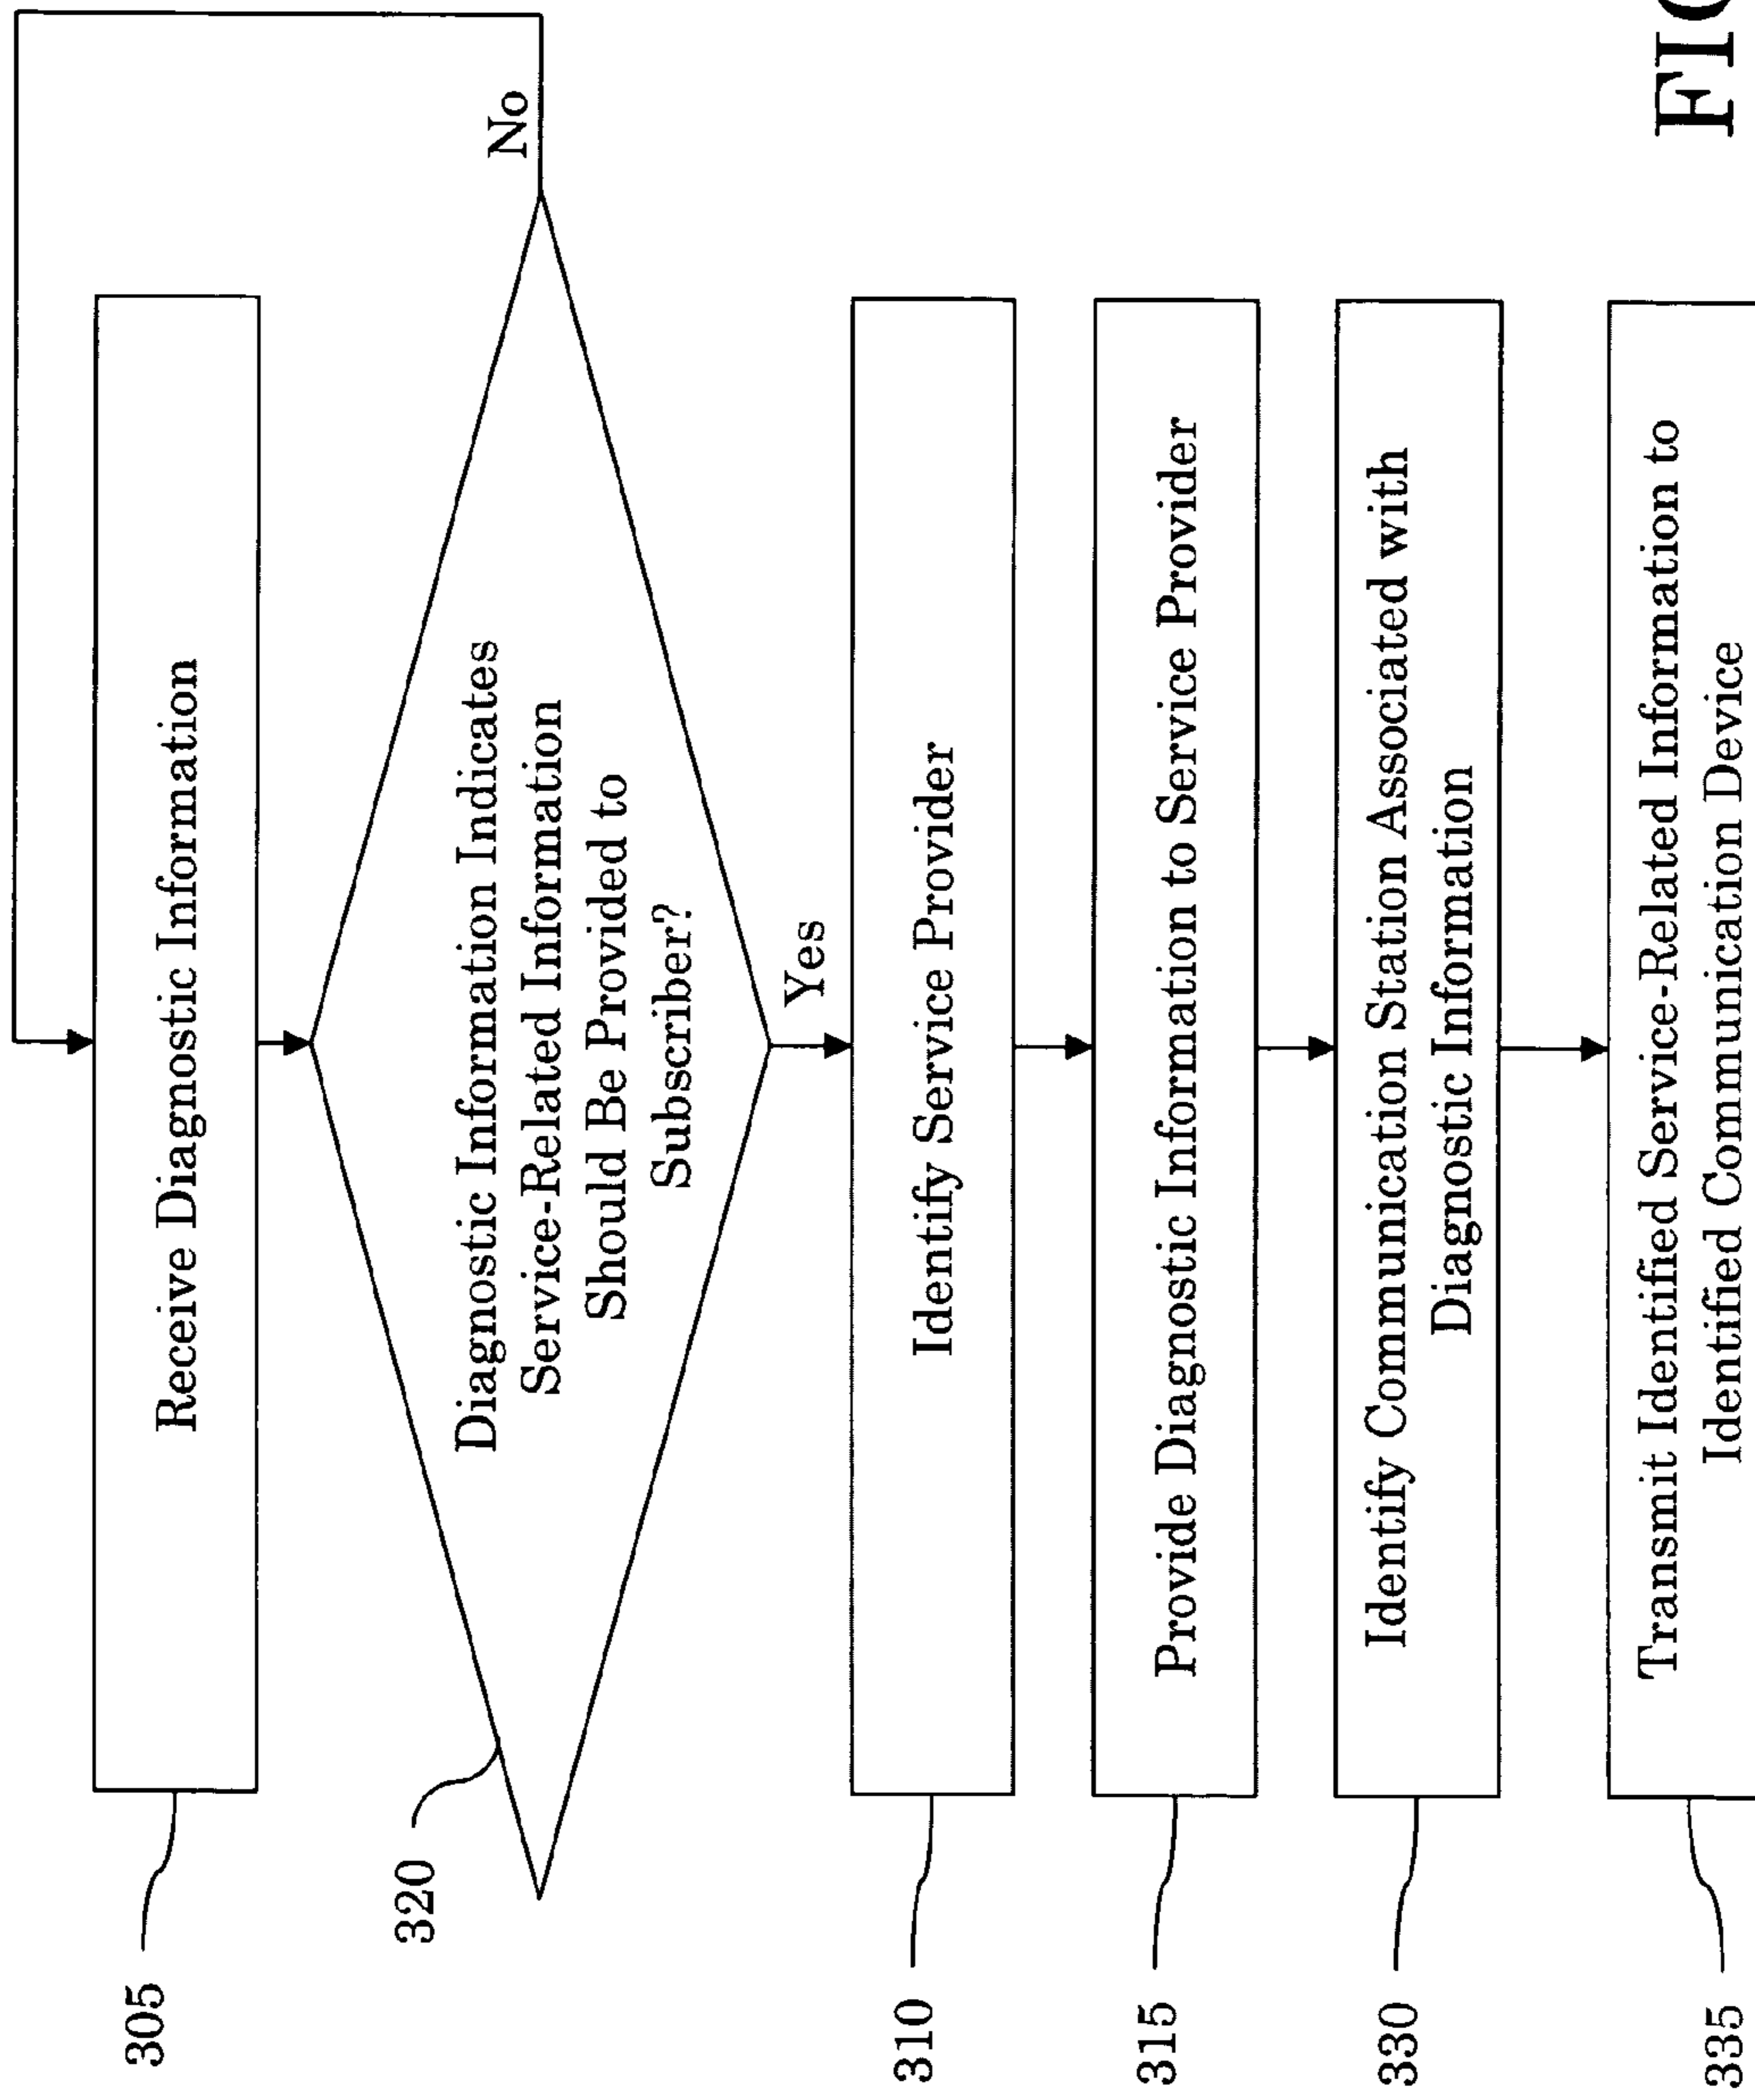 305
Receive Diagnostic Information
320
Diagnostic Information Indicates
Service-Related Information
Should Be Provided to
Subscriber?
No
Yes
310
Identify Service Provider
315
Provide Diagnostic Information to Service Provider
330
Identify Communication Station Associated with
Diagnostic Information
335
Transmit Identified Service-Related Information to
Identified Communication Device